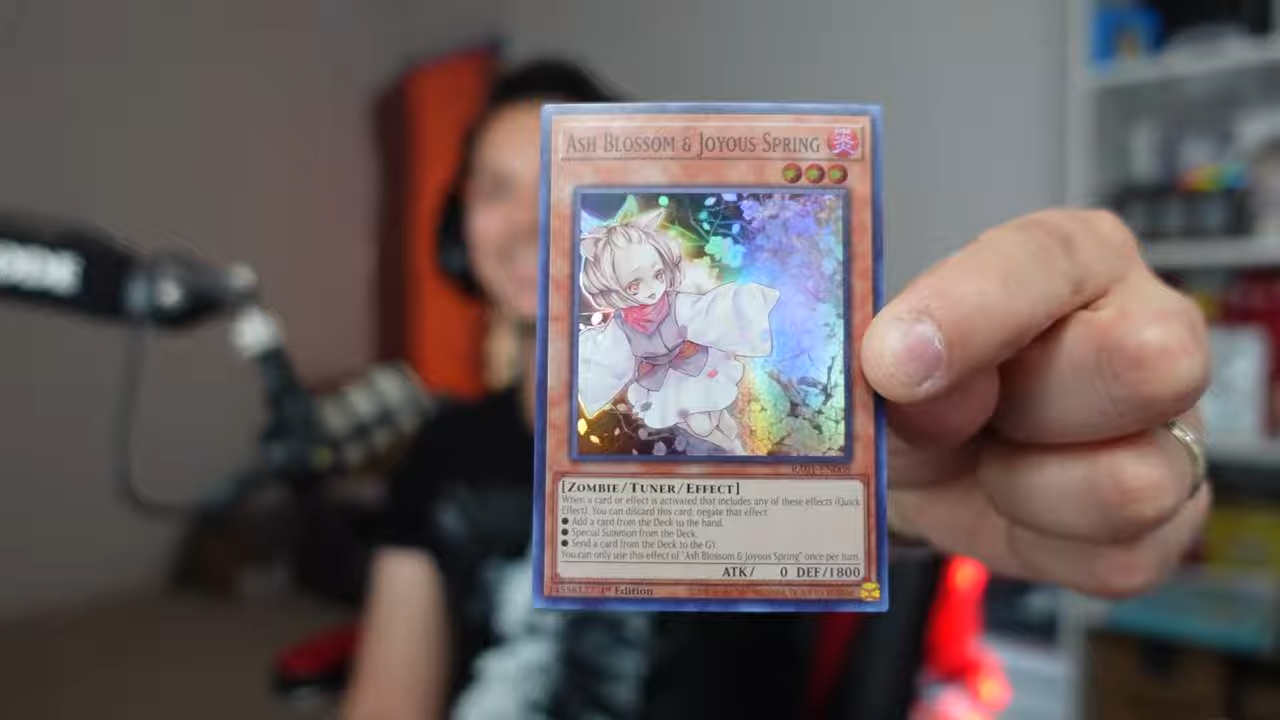 ASH BLOSSOM & JOYOUS SPRING
炎
RA01-EN008
[ZOMBIE/TUNER/EFFECT]
When a card or effect is activated that includes any of these effects (Quick
Effect): You can discard this card; negate that effect.
● Add a card from the Deck to the hand.
● Special Summon from the Deck.
● Send a card from the Deck to the GY.
You can only use this effect of "Ash Blossom & Joyous Spring" once per turn.
ATK/ 0 DEF/1800
1st Edition